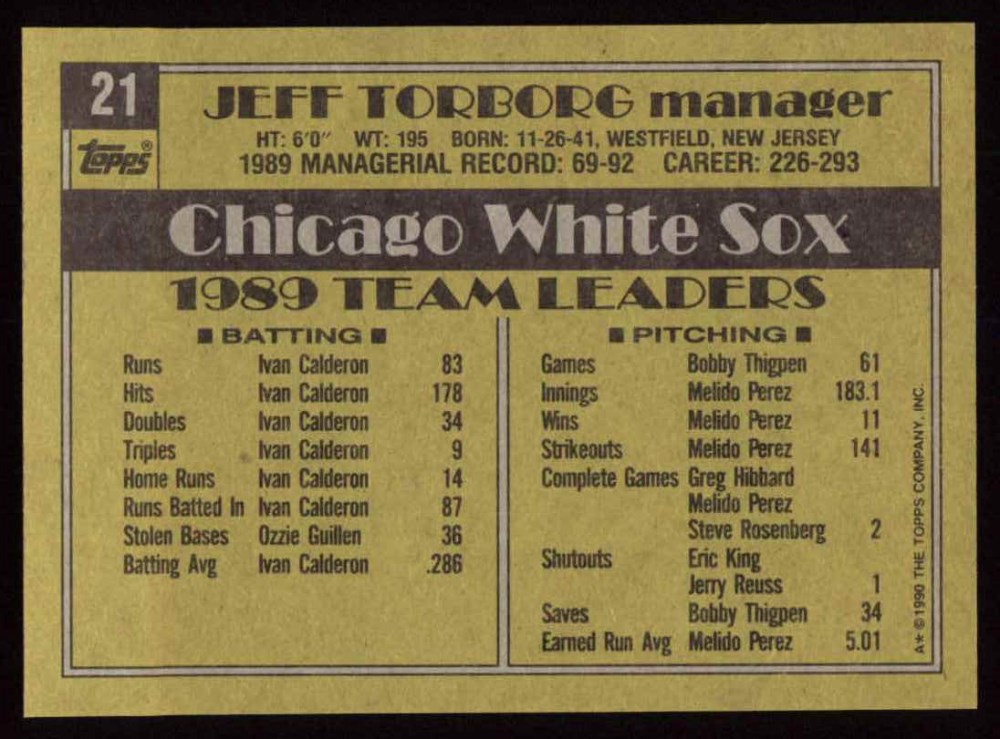 21
topps®
JEFF TORBORG manager
HT: 6'0" WT: 195 BORN: 11-26-41, WESTFIELD, NEW JERSEY
1989 MANAGERIAL RECORD: 69-92 CAREER: 226-293
Chicago White Sox
1989 TEAM LEADERS
■ BATTING ■
Runs Ivan Calderon 83
Hits Ivan Calderon 178
Doubles Ivan Calderon 34
Triples Ivan Calderon 9
Home Runs Ivan Calderon 14
Runs Batted In Ivan Calderon 87
Stolen Bases Ozzie Guillen 36
Batting Avg Ivan Calderon .286
■ PITCHING ■
Games Bobby Thigpen 61
Innings Melido Perez 183.1
Wins Melido Perez 11
Strikeouts Melido Perez 141
Complete Games Greg Hibbard
Melido Perez
Steve Rosenberg 2
Shutouts Eric King
Jerry Reuss 1
Saves Bobby Thigpen 34
Earned Run Avg Melido Perez 5.01
A* © 1990 THE TOPPS COMPANY, INC.